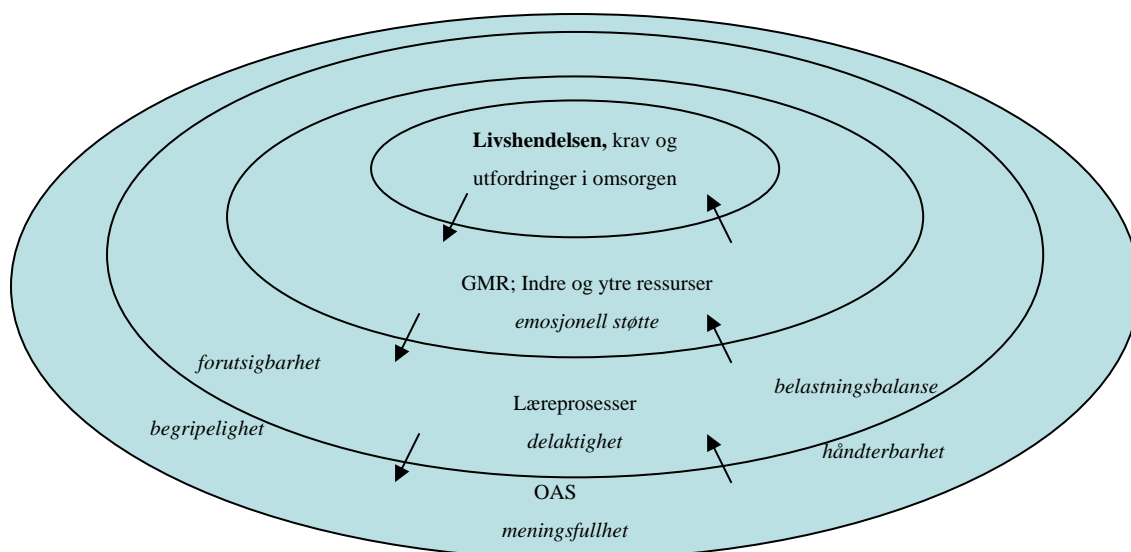 Livshendelsen, krav og
utfordringer i omsorgen
GMR; Indre og ytre ressurser
emosjonell støtte
forutsigbarhet
belastningsbalanse
Læreprosesser
begripelighet
delaktighet
håndterbarhet
OAS
meningsfullhet